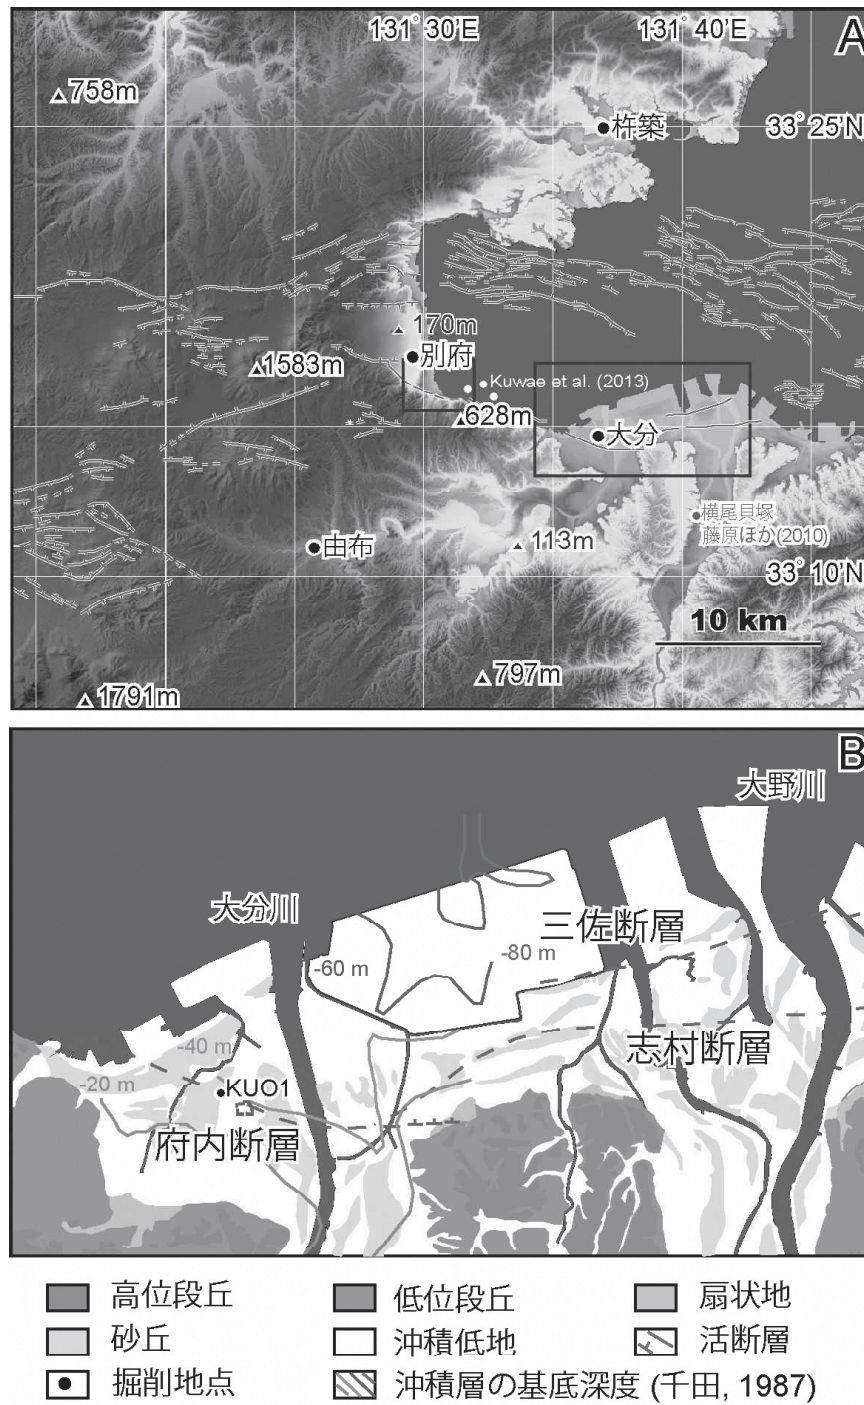 131°30'E
131°40'E
A
758m
杵築
33°25'N
170m
別府
1583m
Kuwae et al. (2013)
628m
大分
横尾貝塚
藤原ほか(2010)
由布
113m
33°10'N
10 km
797m
1791m
B
大野川
大分川
三佐断層
-80 m
-60 m
志村断層
-40 m
-20 m
KUO1
府内断層
高位段丘
低位段丘
扇状地
砂丘
沖積低地
活断層
掘削地点
沖積層の基底深度 (千田, 1987)